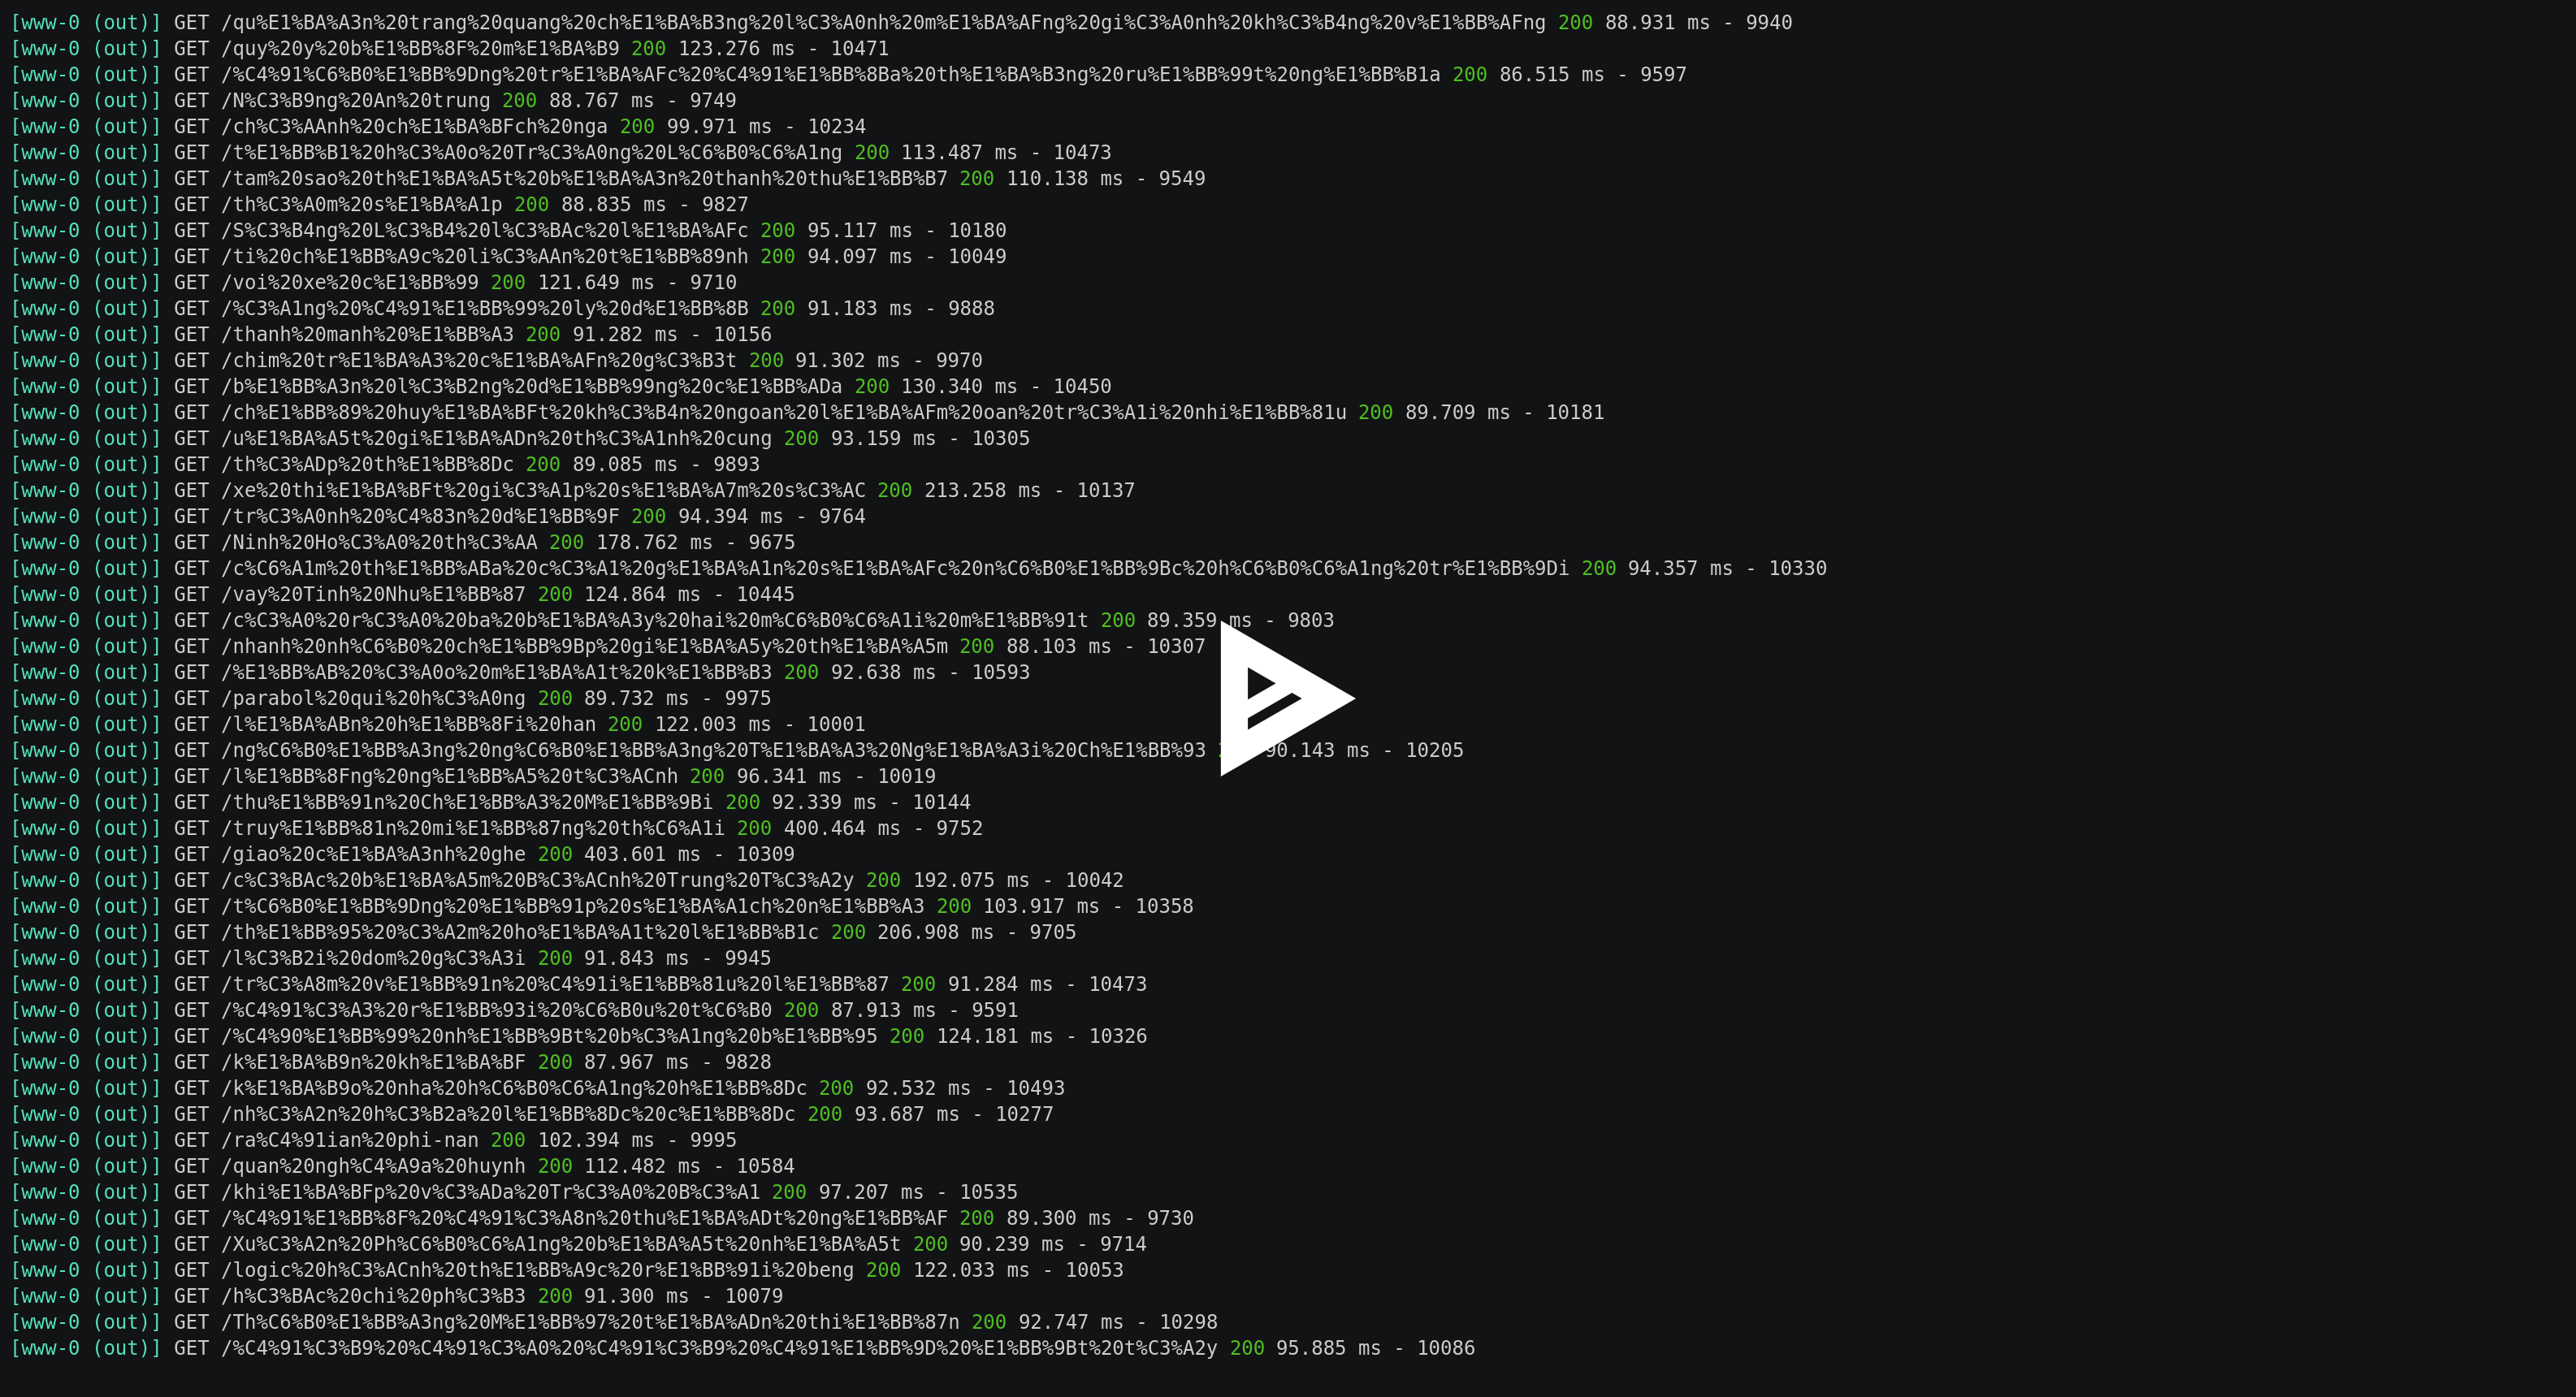 [www-0 (out)] GET /qu%E1%BA%A3n%20trang%20quang%20ch%E1%BA%B3ng%20l%C3%A0nh%20m%E1%BA%AFng%20gi%C3%A0nh%20kh%C3%B4ng%20v%E1%BB%AFng 200 88.931 ms - 9940
[www-0 (out)] GET /quy%20y%20b%E1%BB%8F%20m%E1%BA%B9 200 123.276 ms - 10471
[www-0 (out)] GET /%C4%91%C6%B0%E1%BB%9Dng%20tr%E1%BA%AFc%20%C4%91%E1%BB%8Ba%20th%E1%BA%B3ng%20ru%E1%BB%99t%20ng%E1%BB%B1a 200 86.515 ms - 9597
[www-0 (out)] GET /N%C3%B9ng%20An%20trung 200 88.767 ms - 9749
[www-0 (out)] GET /ch%C3%AAnh%20ch%E1%BA%BFch%20nga 200 99.971 ms - 10234
[www-0 (out)] GET /t%E1%BB%B1%20h%C3%A0o%20Tr%C3%A0ng%20L%C6%B0%C6%A1ng 200 113.487 ms - 10473
[www-0 (out)] GET /tam%20sao%20th%E1%BA%A5t%20b%E1%BA%A3n%20thanh%20thu%E1%BB%B7 200 110.138 ms - 9549
[www-0 (out)] GET /th%C3%A0m%20s%E1%BA%A1p 200 88.835 ms - 9827
[www-0 (out)] GET /S%C3%B4ng%20L%C3%B4%20l%C3%BAc%20l%E1%BA%AFc 200 95.117 ms - 10180
[www-0 (out)] GET /ti%20ch%E1%BB%A9c%20li%C3%AAn%20t%E1%BB%89nh 200 94.097 ms - 10049
[www-0 (out)] GET /voi%20xe%20c%E1%BB%99 200 121.649 ms - 9710
[www-0 (out)] GET /%C3%A1ng%20%C4%91%E1%BB%99%20ly%20d%E1%BB%8B 200 91.183 ms - 9888
[www-0 (out)] GET /thanh%20manh%20%E1%BB%A3 200 91.282 ms - 10156
[www-0 (out)] GET /chim%20tr%E1%BA%A3%20c%E1%BA%AFn%20g%C3%B3t 200 91.302 ms - 9970
[www-0 (out)] GET /b%E1%BB%A3n%20l%C3%B2ng%20d%E1%BB%99ng%20c%E1%BB%ADa 200 130.340 ms - 10450
[www-0 (out)] GET /ch%E1%BB%89%20huy%E1%BA%BFt%20kh%C3%B4n%20ngoan%20l%E1%BA%AFm%20oan%20tr%C3%A1i%20nhi%E1%BB%81u 200 89.709 ms - 10181
[www-0 (out)] GET /u%E1%BA%A5t%20gi%E1%BA%ADn%20th%C3%A1nh%20cung 200 93.159 ms - 10305
[www-0 (out)] GET /th%C3%ADp%20th%E1%BB%8Dc 200 89.085 ms - 9893
[www-0 (out)] GET /xe%20thi%E1%BA%BFt%20gi%C3%A1p%20s%E1%BA%A7m%20s%C3%AC 200 213.258 ms - 10137
[www-0 (out)] GET /tr%C3%A0nh%20%C4%83n%20d%E1%BB%9F 200 94.394 ms - 9764
[www-0 (out)] GET /Ninh%20Ho%C3%A0%20th%C3%AA 200 178.762 ms - 9675
[www-0 (out)] GET /c%C6%A1m%20th%E1%BB%ABa%20c%C3%A1%20g%E1%BA%A1n%20s%E1%BA%AFc%20n%C6%B0%E1%BB%9Bc%20h%C6%B0%C6%A1ng%20tr%E1%BB%9Di 200 94.357 ms - 10330
[www-0 (out)] GET /vay%20Tinh%20Nhu%E1%BB%87 200 124.864 ms - 10445
[www-0 (out)] GET /c%C3%A0%20r%C3%A0%20ba%20b%E1%BA%A3y%20hai%20m%C6%B0%C6%A1i%20m%E1%BB%91t 200 89.359 ms - 9803
[www-0 (out)] GET /nhanh%20nh%C6%B0%20ch%E1%BB%9Bp%20gi%E1%BA%A5y%20th%E1%BA%A5m 200 88.103 ms - 10307
[www-0 (out)] GET /%E1%BB%AB%20%C3%A0o%20m%E1%BA%A1t%20k%E1%BB%B3 200 92.638 ms - 10593
[www-0 (out)] GET /parabol%20qui%20h%C3%A0ng 200 89.732 ms - 9975
[www-0 (out)] GET /l%E1%BA%ABn%20h%E1%BB%8Fi%20han 200 122.003 ms - 10001
[www-0 (out)] GET /ng%C6%B0%E1%BB%A3ng%20ng%C6%B0%E1%BB%A3ng%20T%E1%BA%A3%20Ng%E1%BA%A3i%20Ch%E1%BB%93 90.143 ms - 10205
[www-0 (out)] GET /l%E1%BB%8Fng%20ng%E1%BB%A5%20t%C3%ACnh 200 96.341 ms - 10019
[www-0 (out)] GET /thu%E1%BB%91n%20Ch%E1%BB%A3%20M%E1%BB%9Bi 200 92.339 ms - 10144
[www-0 (out)] GET /truy%E1%BB%81n%20mi%E1%BB%87ng%20th%C6%A1i 200 400.464 ms - 9752
[www-0 (out)] GET /giao%20c%E1%BA%A3nh%20ghe 200 403.601 ms - 10309
[www-0 (out)] GET /c%C3%BAc%20b%E1%BA%A5m%20B%C3%ACnh%20Trung%20T%C3%A2y 200 192.075 ms - 10042
[www-0 (out)] GET /t%C6%B0%E1%BB%9Dng%20%E1%BB%91p%20s%E1%BA%A1ch%20n%E1%BB%A3 200 103.917 ms - 10358
[www-0 (out)] GET /th%E1%BB%95%20%C3%A2m%20ho%E1%BA%A1t%20l%E1%BB%B1c 200 206.908 ms - 9705
[www-0 (out)] GET /l%C3%B2i%20dom%20g%C3%A3i 200 91.843 ms - 9945
[www-0 (out)] GET /tr%C3%A8m%20v%E1%BB%91n%20%C4%91i%E1%BB%81u%20l%E1%BB%87 200 91.284 ms - 10473
[www-0 (out)] GET /%C4%91%C3%A3%20r%E1%BB%93i%20%C6%B0u%20t%C6%B0 200 87.913 ms - 9591
[www-0 (out)] GET /%C4%90%E1%BB%99%20nh%E1%BB%9Bt%20b%C3%A1ng%20b%E1%BB%95 200 124.181 ms - 10326
[www-0 (out)] GET /k%E1%BA%B9n%20kh%E1%BA%BF 200 87.967 ms - 9828
[www-0 (out)] GET /k%E1%BA%B9o%20nha%20h%C6%B0%C6%A1ng%20h%E1%BB%8Dc 200 92.532 ms - 10493
[www-0 (out)] GET /nh%C3%A2n%20h%C3%B2a%20l%E1%BB%8Dc%20c%E1%BB%8Dc 200 93.687 ms - 10277
[www-0 (out)] GET /ra%C4%91ian%20phi-nan 200 102.394 ms - 9995
[www-0 (out)] GET /quan%20ngh%C4%A9a%20huynh 200 112.482 ms - 10584
[www-0 (out)] GET /khi%E1%BA%BFp%20v%C3%ADa%20Tr%C3%A0%20B%C3%A1 200 97.207 ms - 10535
[www-0 (out)] GET /%C4%91%E1%BB%8F%20%C4%91%C3%A8n%20thu%E1%BA%ADt%20ng%E1%BB%AF 200 89.300 ms - 9730
[www-0 (out)] GET /Xu%C3%A2n%20Ph%C6%B0%C6%A1ng%20b%E1%BA%A5t%20nh%E1%BA%A5t 200 90.239 ms - 9714
[www-0 (out)] GET /logic%20h%C3%ACnh%20th%E1%BB%A9c%20r%E1%BB%91i%20beng 200 122.033 ms - 10053
[www-0 (out)] GET /h%C3%BAc%20chi%20ph%C3%B3 200 91.300 ms - 10079
[www-0 (out)] GET /Th%C6%B0%E1%BB%A3ng%20M%E1%BB%97%20t%E1%BA%ADn%20thi%E1%BB%87n 200 92.747 ms - 10298
[www-0 (out)] GET /%C4%91%C3%B9%20%C4%91%C3%A0%20%C4%91%C3%B9%20%C4%91%E1%BB%9D%20%E1%BB%9Bt%20t%C3%A2y 200 95.885 ms - 10086